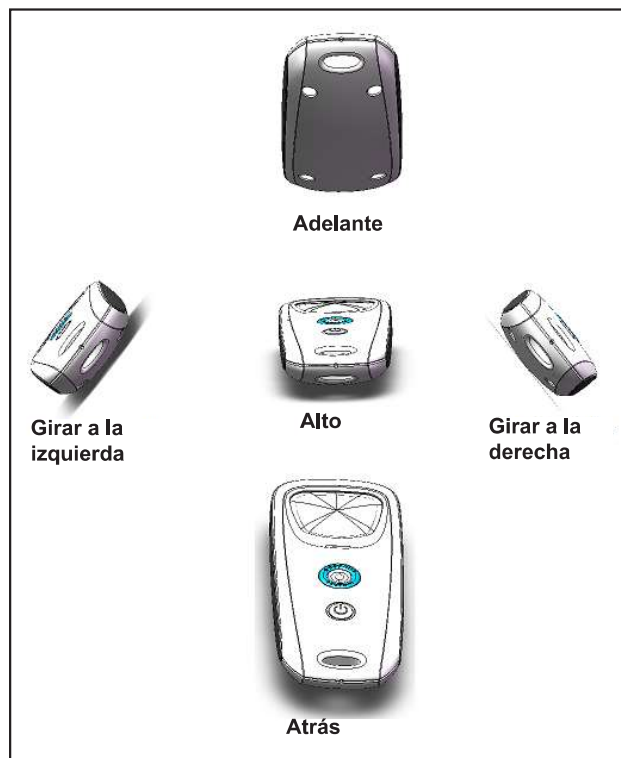 Adelante
Girar a la
izquierda
Alto
Girar a la
derecha
Atrás